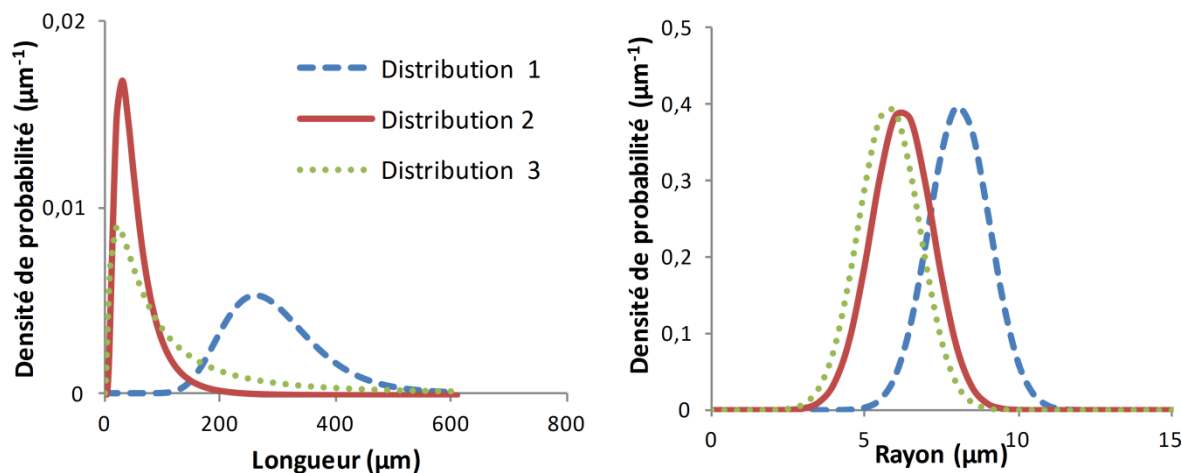 Densité de probabilité (µm⁻¹)
0,02
0,01
0
Distribution 1
Distribution 2
Distribution 3
0 200 400 600 800
Longueur (µm)
Densité de probabilité (µm⁻¹)
0,5
0,4
0,3
0,2
0,1
0
0 5 10 15
Rayon (µm)